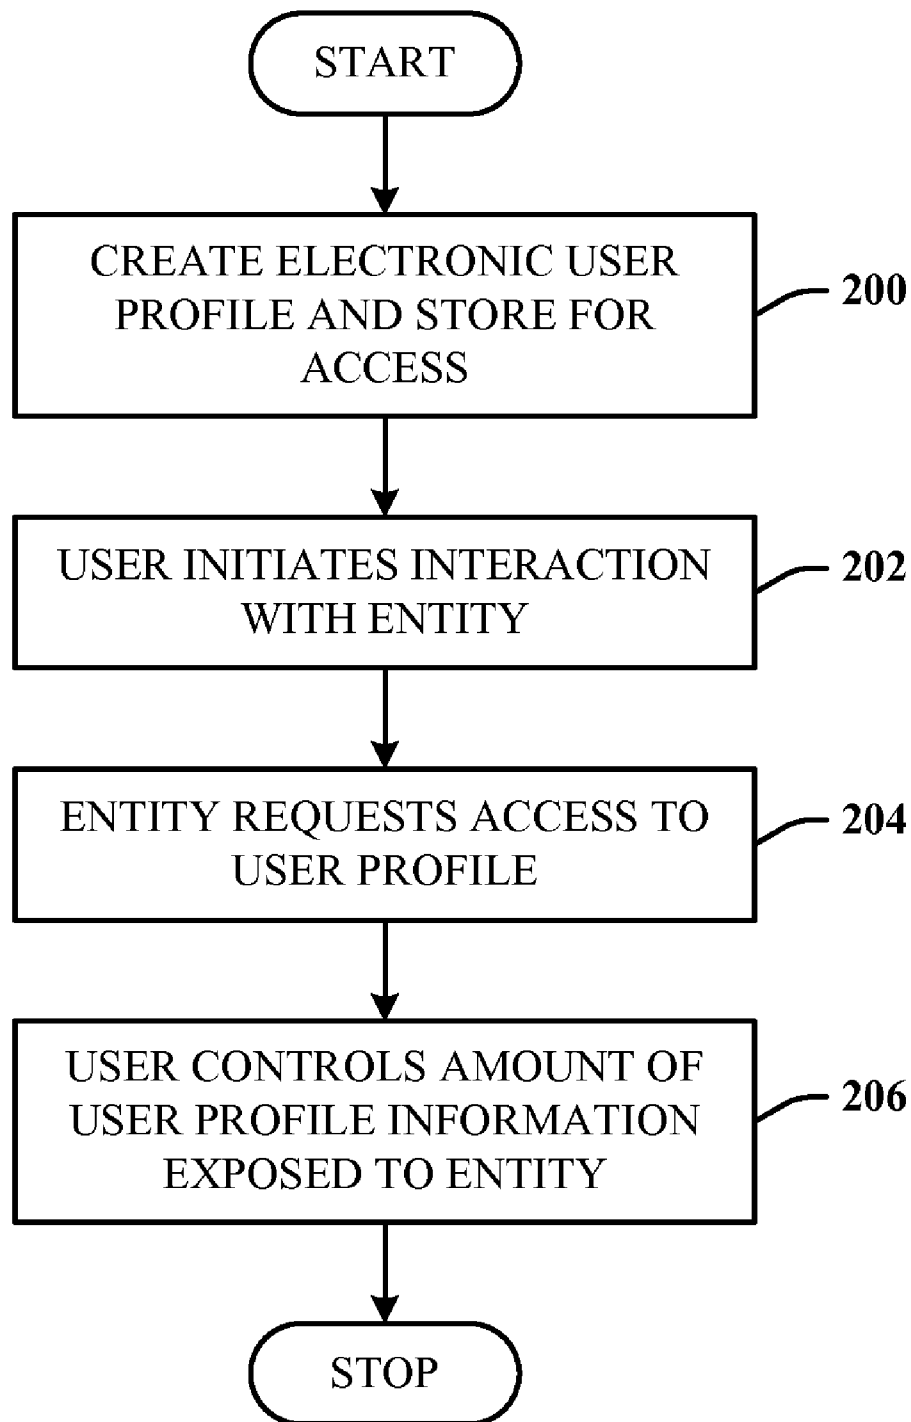 START
CREATE ELECTRONIC USER
PROFILE AND STORE FOR
ACCESS
200
USER INITIATES INTERACTION
WITH ENTITY
202
ENTITY REQUESTS ACCESS TO
USER PROFILE
204
USER CONTROLS AMOUNT OF
USER PROFILE INFORMATION
EXPOSED TO ENTITY
206
STOP